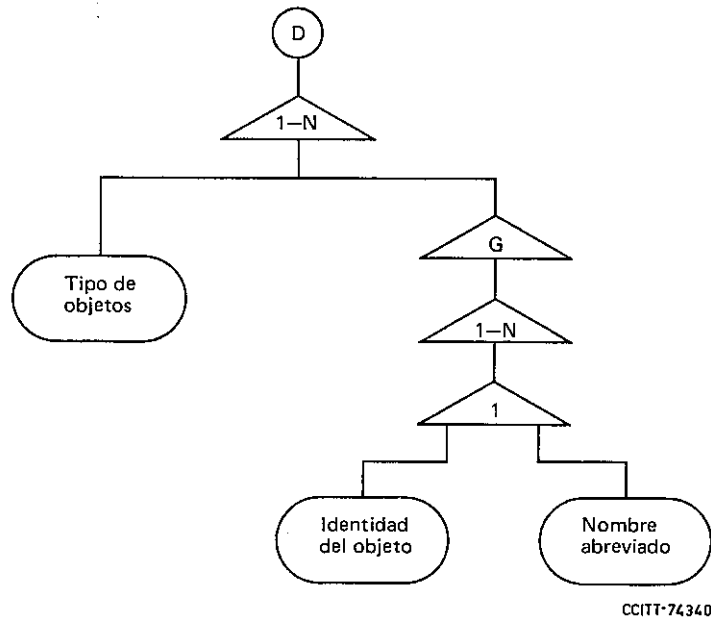 D
1–N
G
Tipo de
objetos
1–N
1
Identidad
del objeto
Nombre
abreviado
CCITT-74340